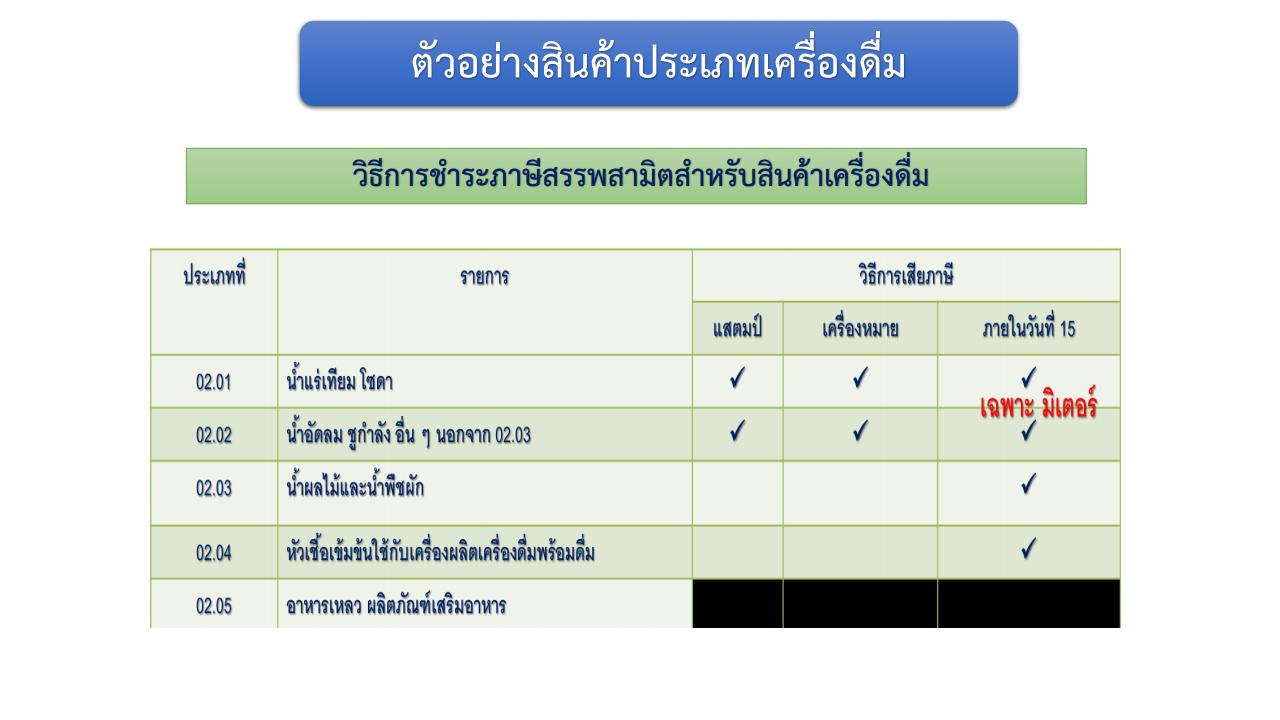 ตัวอย่างสินค้าประเภทเครื่องดื่ม
วิธีการชำระภาษีสรรพสามิตสำหรับสินค้าเครื่องดื่ม
ประเภทที่ รายการ วิธีการเสียภาษี
แสตมป์ เครื่องหมาย ภายในวันที่ 15
02.01 น้ำแร่เทียม โซดา ✓ ✓ ✓
เฉพาะ มิเตอร์
02.02 น้ำอัดลม ชูกำลัง อื่น ๆ นอกจาก 02.03 ✓ ✓ ✓
02.03 น้ำผลไม้และน้ำพืชผัก ✓
02.04 หัวเชื้อเข้มข้นใช้กับเครื่องผลิตเครื่องดื่มพร้อมดื่ม ✓
02.05 อาหารเหลว ผลิตภัณฑ์เสริมอาหาร